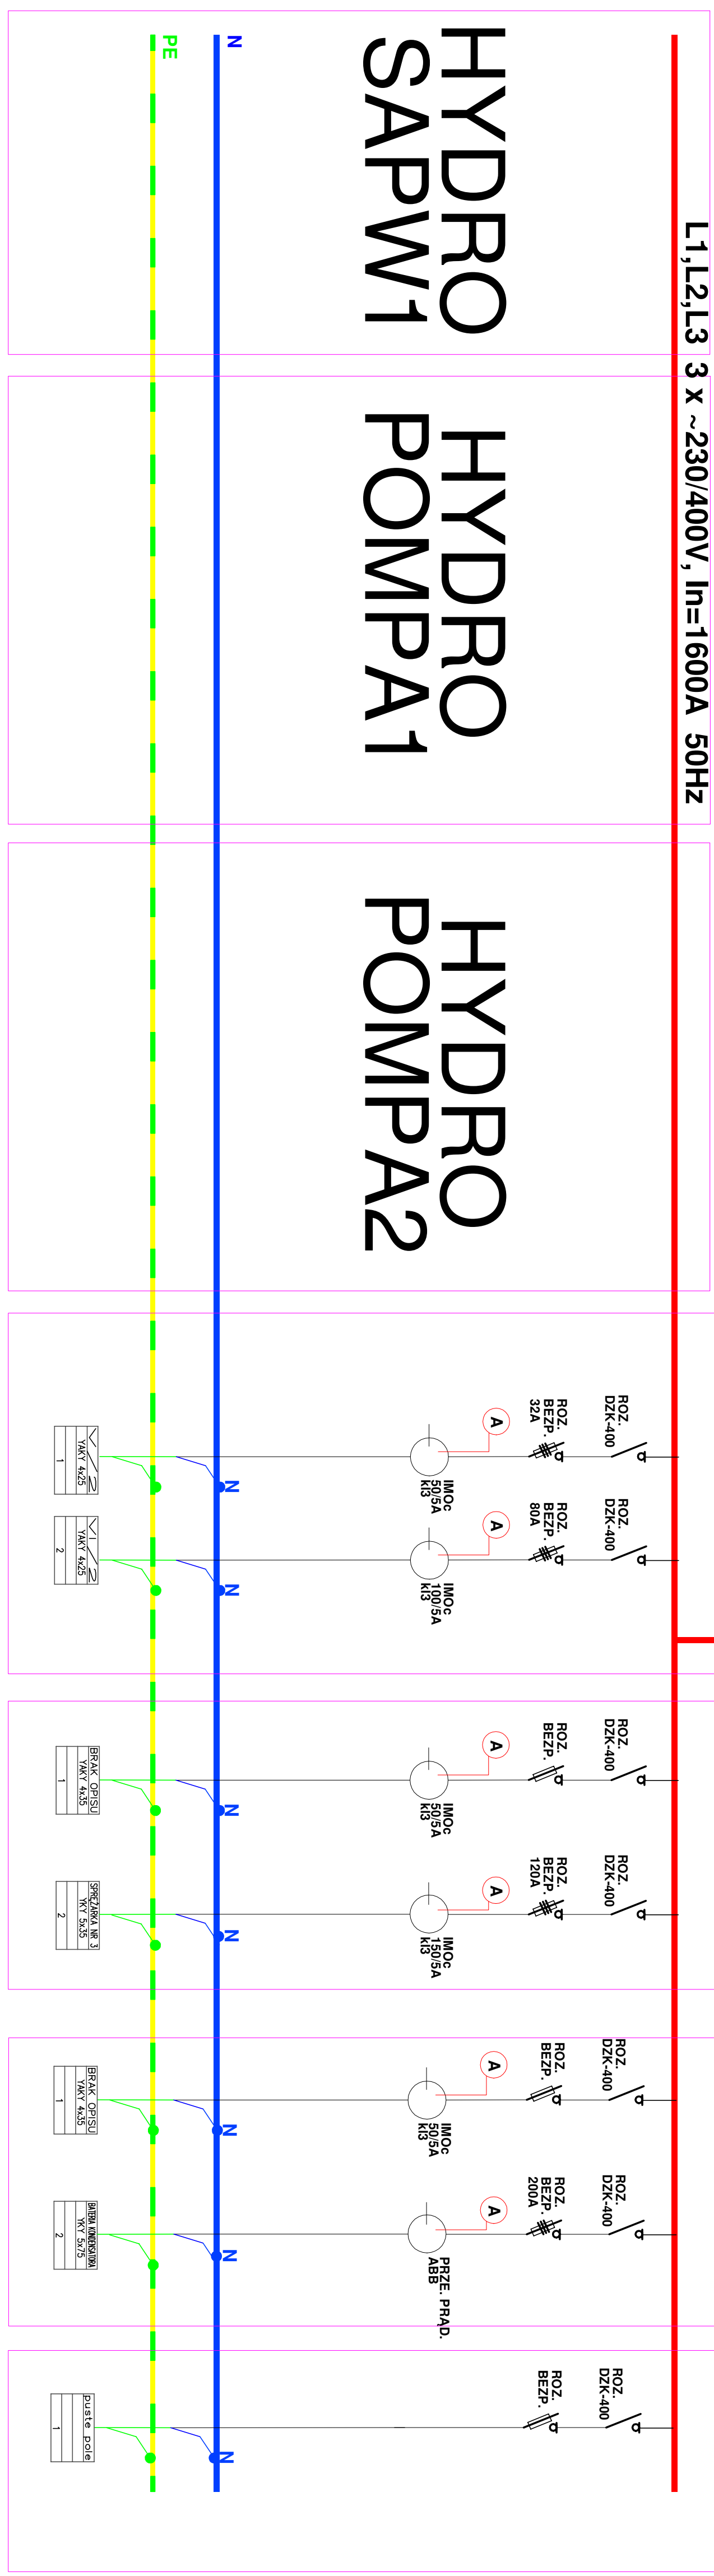 L1,L2,L3 3 x ~230/400V, In=1600A 50Hz
HYDRO
SAPW1
HYDRO
POMPA1
HYDRO
POMPA2
N
PE
ROZ.
DZK-400
ROZ.
BEZP.
32A
A
IMOc
50/5A
kl3
N
YAKY 4x25
1
ROZ.
DZK-400
ROZ.
BEZP.
80A
A
IMOc
100/5A
kl3
N
YAKY 4x25
2
ROZ.
DZK-400
ROZ.
BEZP.
A
IMOc
50/5A
kl3
N
BRAK OPISU
YAKY 4x35
1
ROZ.
DZK-400
ROZ.
BEZP.
120A
A
IMOc
150/5A
kl3
N
SPRĘŻARKA NR 3
YKY 5x35
2
ROZ.
DZK-400
ROZ.
BEZP.
A
IMOc
50/5A
kl3
N
BRAK OPISU
YAKY 4x35
1
ROZ.
DZK-400
ROZ.
BEZP.
200A
A
PRZE. PRĄD.
ABB
N
BATERIA KONDENSATORA
YKY 5x75
2
ROZ.
DZK-400
ROZ.
BEZP.
N
puste pole
1